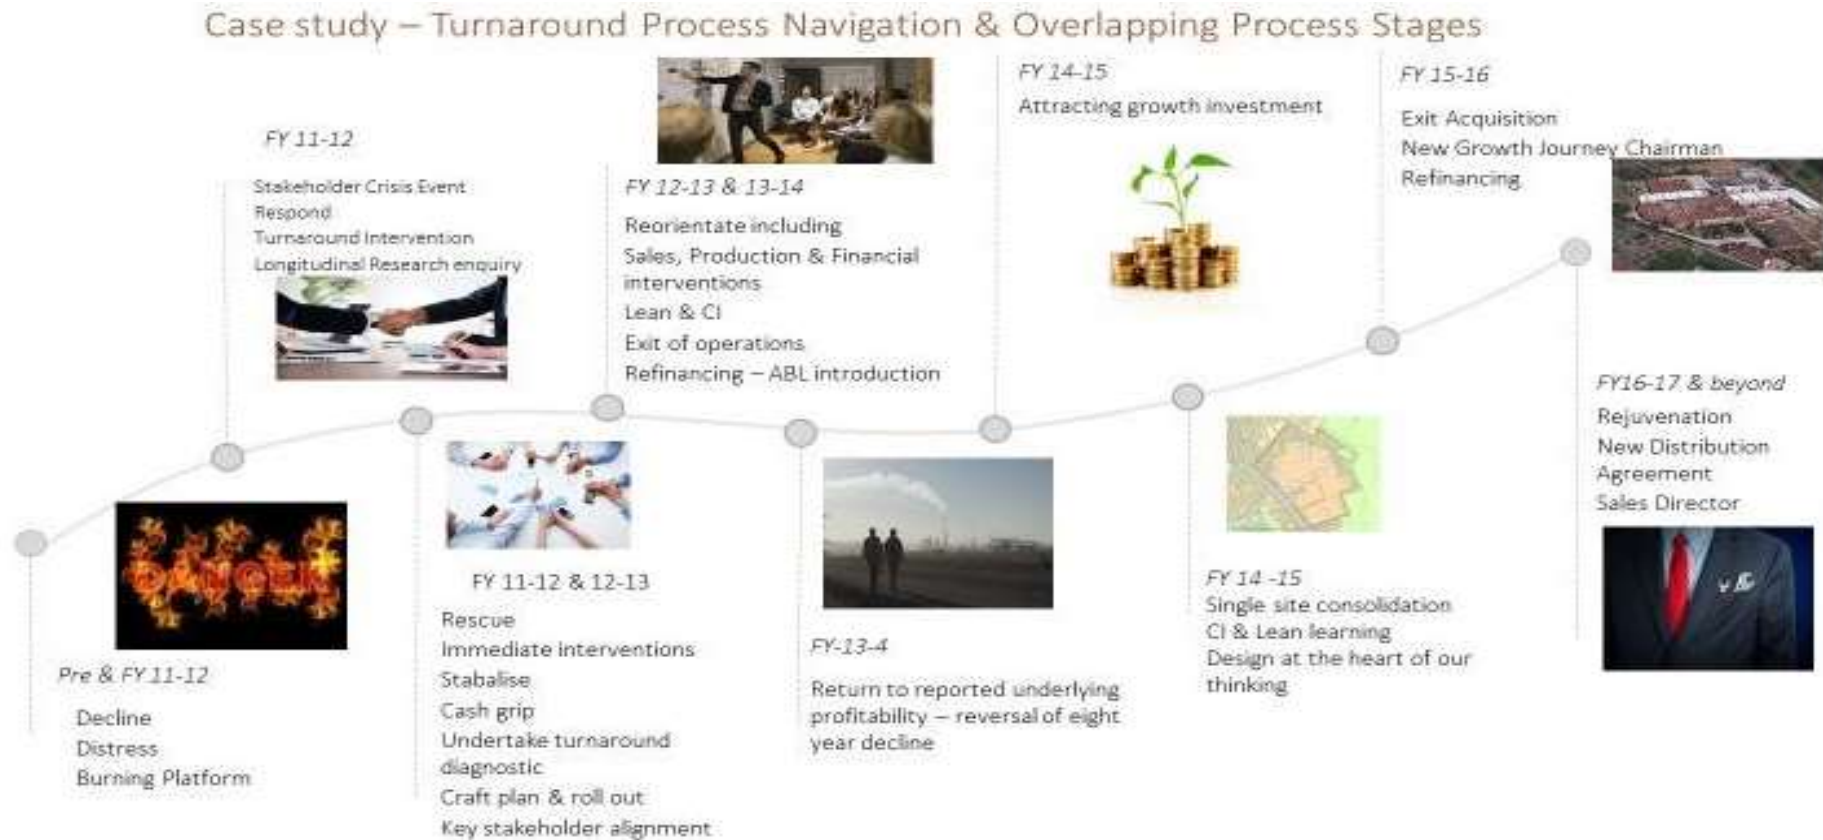 Case study – Turnaround Process Navigation & Overlapping Process Stages
Pre & FY 11-12
Decline
Distress
Burning Platform
DANGER
FY 11-12
Stakeholder Crisis Event
Respond
Turnaround Intervention
Longitudinal Research enquiry
FY 11-12 & 12-13
Rescue
Immediate interventions
Stabalise
Cash grip
Undertake turnaround
diagnostic
Craft plan & roll out
Key stakeholder alignment
FY 12-13 & 13-14
Reorientate including
Sales, Production & Financial
interventions
Lean & CI
Exit of operations
Refinancing – ABL introduction
FY-13-4
Return to reported underlying
profitability – reversal of eight
year decline
FY 14-15
Attracting growth investment
FY 14 -15
Single site consolidation
CI & Lean learning
Design at the heart of our
thinking
FY 15-16
Exit Acquisition
New Growth Journey Chairman
Refinancing
FY16-17 & beyond
Rejuvenation
New Distribution
Agreement
Sales Director